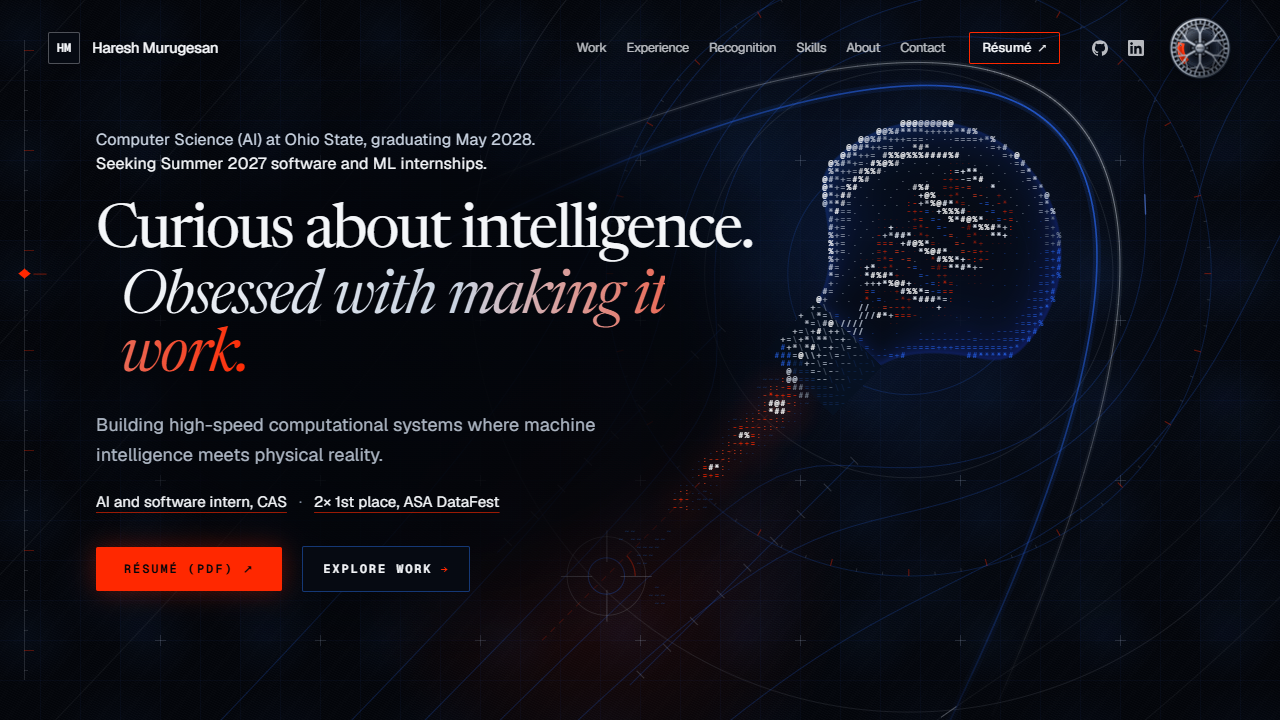 HM Haresh Murugesan Work Experience Recognition Skills About Contact Résumé ↗
Computer Science (AI) at Ohio State, graduating May 2028.
Seeking Summer 2027 software and ML internships.
Curious about intelligence.
Obsessed with making it
work.
Building high-speed computational systems where machine
intelligence meets physical reality.
AI and software intern, CAS · 2× 1st place, ASA DataFest
RÉSUMÉ (PDF) ↗ EXPLORE WORK →